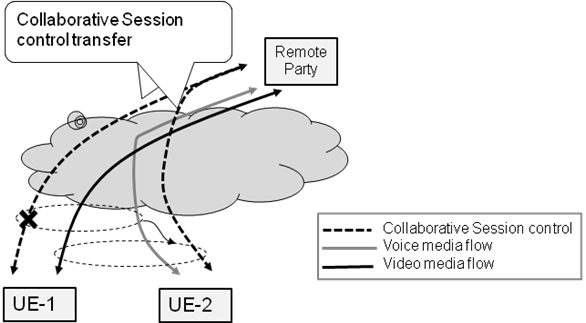 Collaborative Session
control transfer
Remote
Party
Collaborative Session control
Voice media flow
Video media flow
UE-1
UE-2